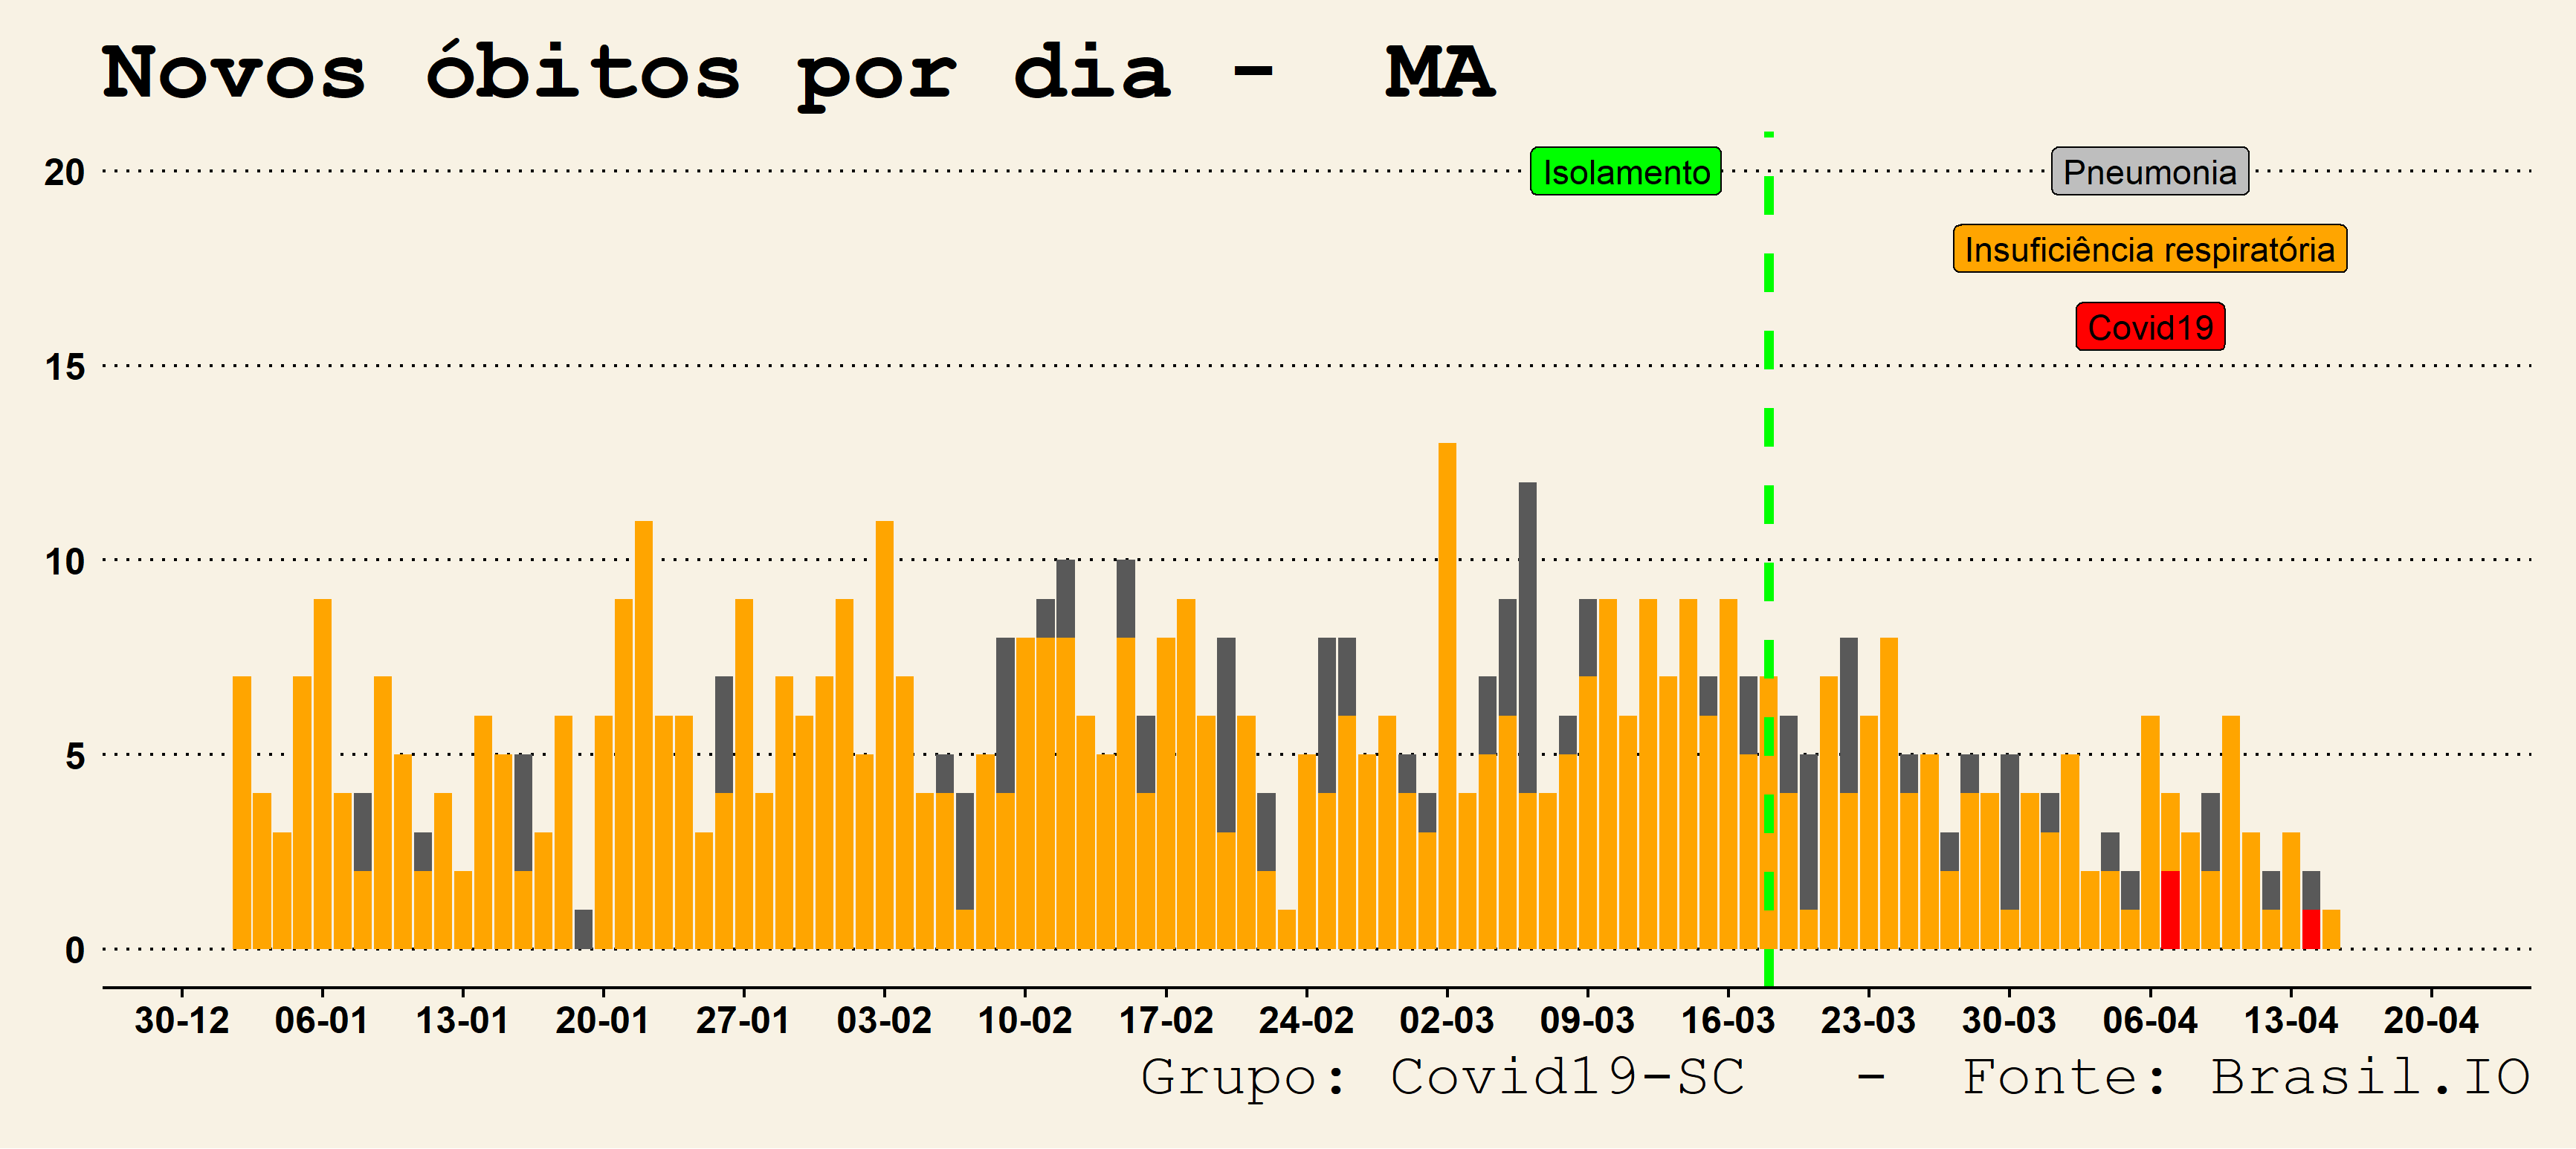 Novos óbitos por dia - MA
20
Isolamento
Pneumonia
Insuficiência respiratória
Covid19
15
10
5
0
30-12 06-01 13-01 20-01 27-01 03-02 10-02 17-02 24-02 02-03 09-03 16-03 23-03 30-03 06-04 13-04 20-04
Grupo: Covid19-SC - Fonte: Brasil.IO